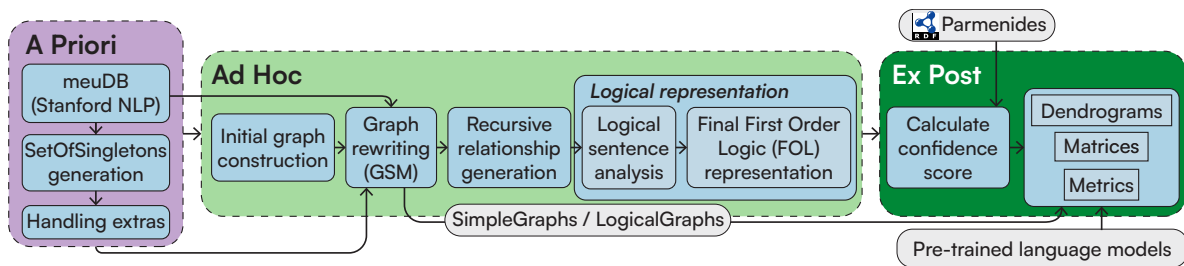 A Priori
meuDB
(Stanford NLP)
SetOfSingletons
generation
Handling extras
Ad Hoc
Initial graph
construction
Graph
rewriting
(GSM)
Recursive
relationship
generation
Logical representation
Logical
sentence
analysis
Final First Order
Logic (FOL)
representation
SimpleGraphs / LogicalGraphs
RDF
Parmenides
Ex Post
Calculate
confidence
score
Dendrograms
Matrices
Metrics
Pre-trained language models